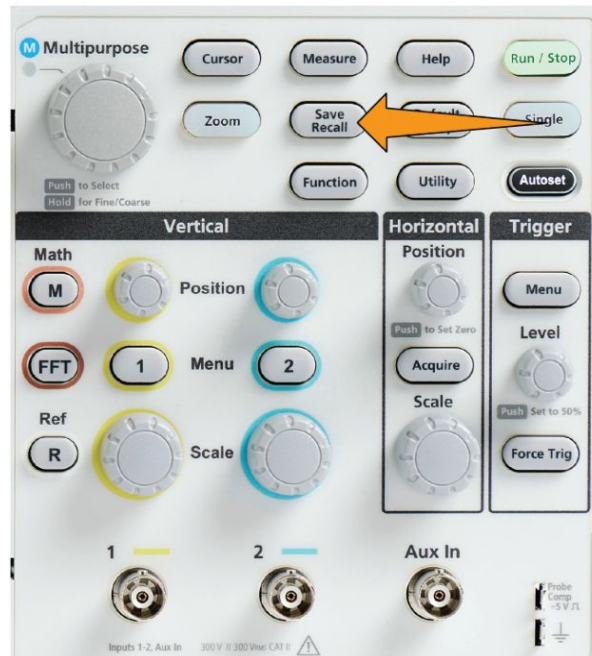 M Multipurpose
Cursor
Measure
Help
Run / Stop
Zoom
Save
Recall
Single
Push to Select
Hold for Fine/Coarse
Function
Utility
Autoset
Vertical
Horizontal
Trigger
Math
Position
M
Position
Menu
Push to Set Zero
Level
FFT
1
Menu
2
Acquire
Ref
Scale
Push Set to 50%
R
Scale
Force Trig
1
2
Aux In
Probe
Comp
~5 V
Inputs 1-2, Aux In 300 V II 300 Vrms CAT II